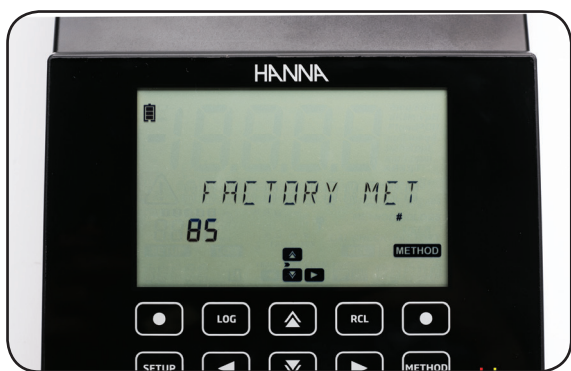 HANNA
FACTORY MET
#
85
METHOD
LOG
RCL
SETUP
METHOD